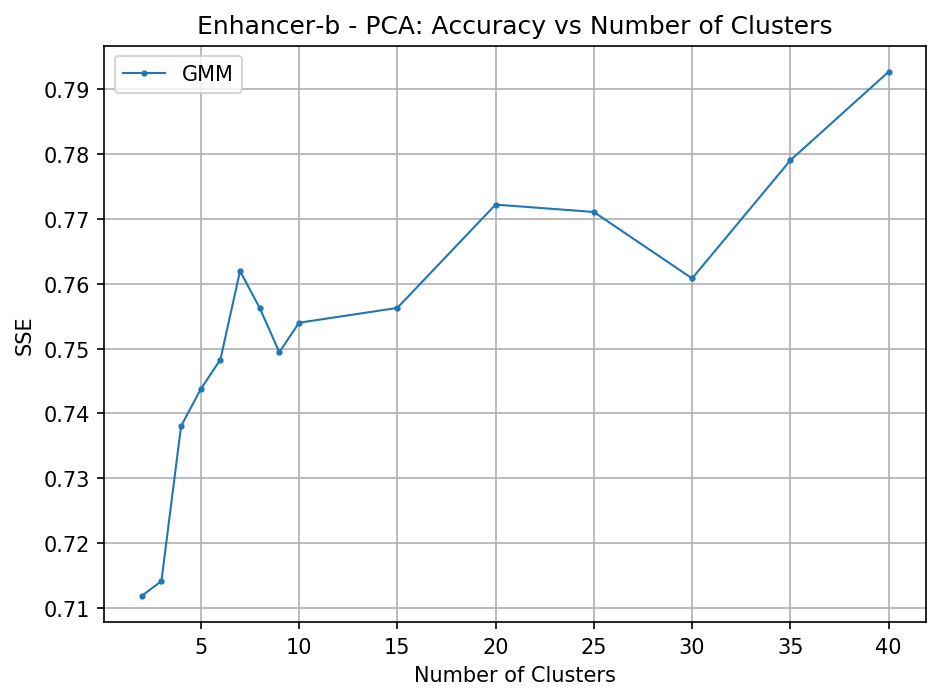 Enhancer-b - PCA: Accuracy vs Number of Clusters
GMM
0.79
0.78
0.77
0.76
0.75
0.74
0.73
0.72
0.71
SSE
5 10 15 20 25 30 35 40
Number of Clusters